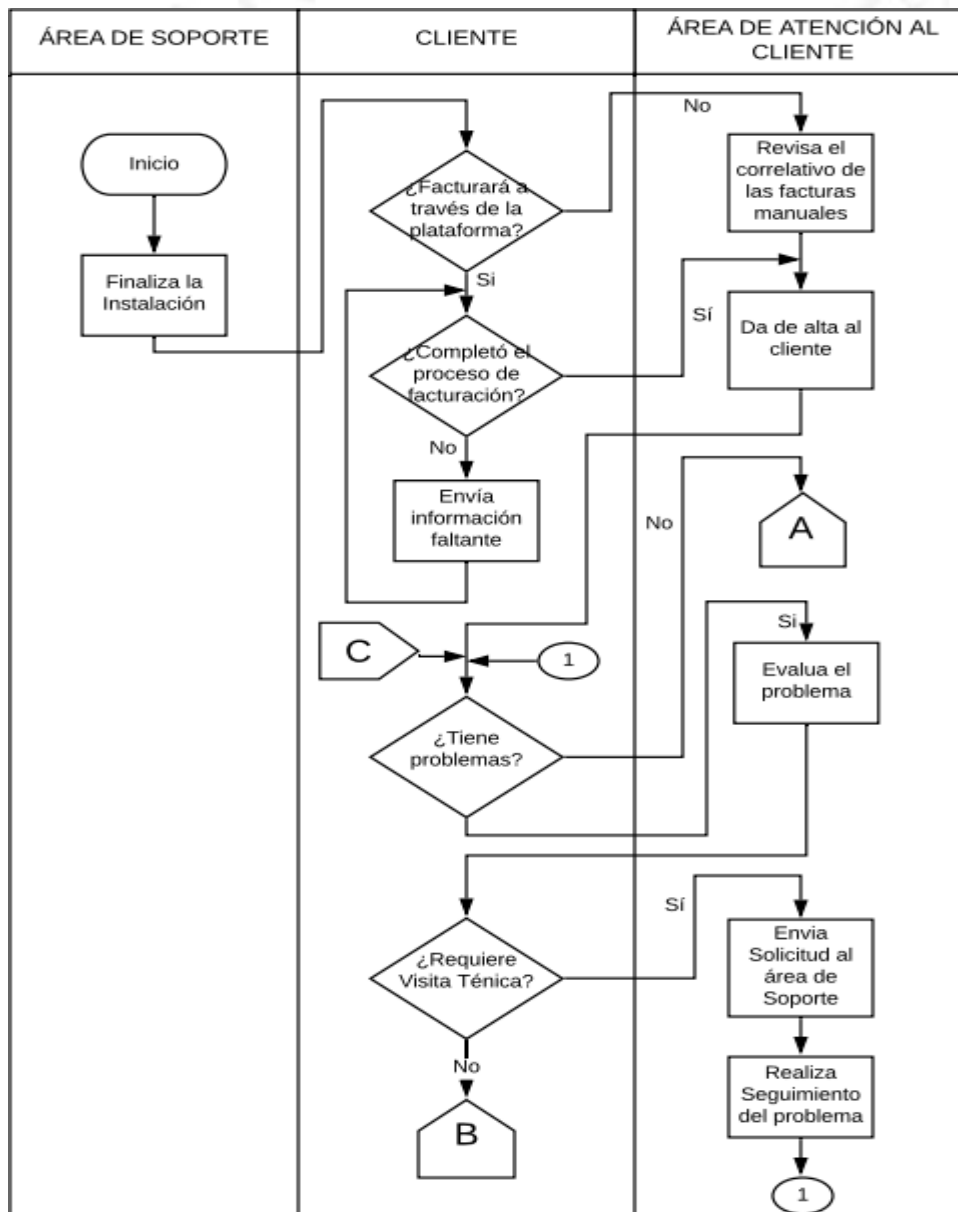 ÁREA DE SOPORTE
CLIENTE
ÁREA DE ATENCIÓN AL
CLIENTE
Inicio
Finaliza la
Instalación
¿Facturará a
través de la
plataforma?
No
Revisa el
correlativo de
las facturas
manuales
Si
¿Completó el
proceso de
facturación?
Sí
Da de alta al
cliente
No
Envía
información
faltante
No
A
C
1
¿Tiene
problemas?
Si
Evalua el
problema
¿Requiere
Visita Ténica?
Sí
Envia
Solicitud al
área de
Soporte
No
B
Realiza
Seguimiento
del problema
1